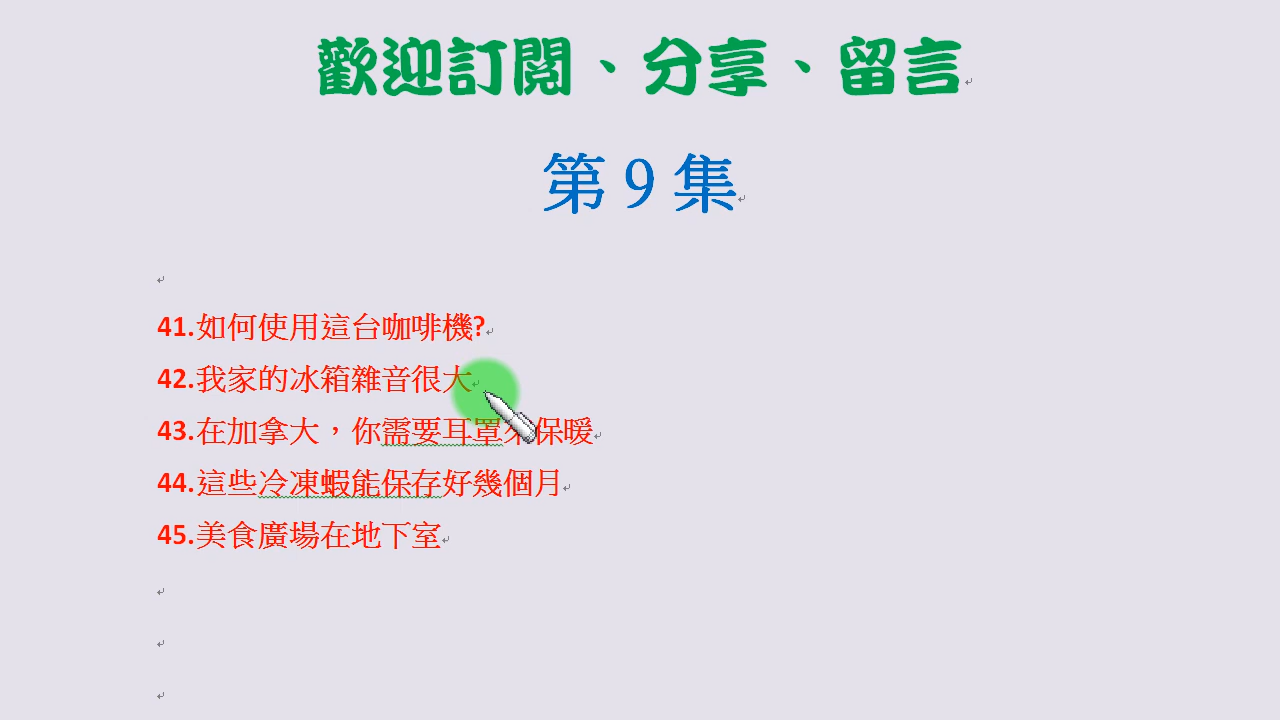 歡迎訂閱、分享、留言
第9集
41.如何使用這台咖啡機?
42.我家的冰箱雜音很大
43.在加拿大，你需要耳罩來保暖
44.這些冷凍蝦能保存好幾個月
45.美食廣場在地下室